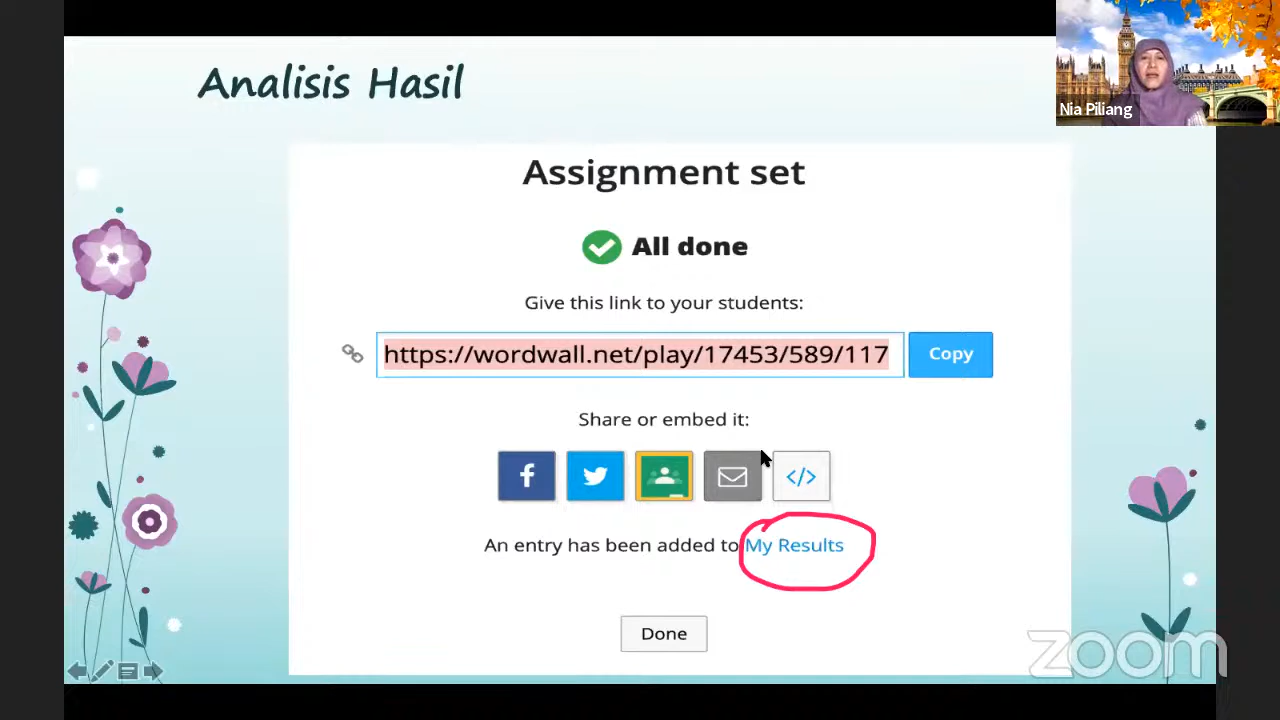 Analisis Hasil
Nia Piliang
Assignment set
All done
Give this link to your students:
https://wordwall.net/play/17453/589/117
Copy
Share or embed it:
f
</>
An entry has been added to My Results
Done
zoom